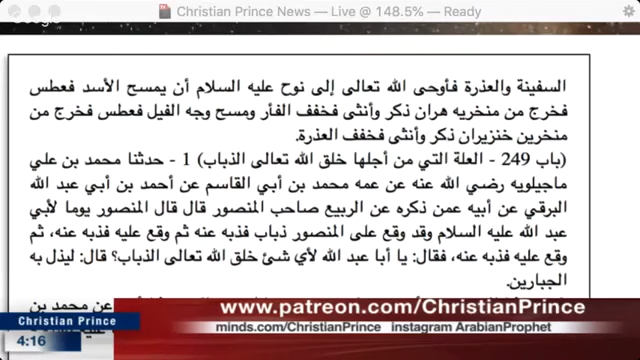 Christian Prince News — Live @ 148.5% — Ready
السفينة والعذرة فأوحى الله تعالى إلى نوح عليه السلام أن يمسح الأسد فعطس
فخرج من منخريه هران ذكر وأنثى فخفف الفأر ومسح وجه الفيل فعطس فخرج من
منخرين خنزيران ذكر وأنثى فخفف العذرة.
(باب 249 - العلة التي من أجلها خلق الله تعالى الذباب) 1 - حدثنا محمد بن علي
ماجيلويه رضي الله عنه عن عمه محمد بن أبي القاسم عن أحمد بن أبي عبد الله
البرقي عن أبيه عمن ذكره عن الربيع صاحب المنصور قال قال المنصور يوما لأبي
عبد الله عليه السلام وقد وقع على المنصور ذباب فذبه عنه ثم وقع عليه فذبه عنه، ثم
وقع عليه فذبه عنه، فقال: يا أبا عبد الله لأي شئ خلق الله تعالى الذباب؟ قال: ليذل به
الجبارين.
عن محمد بن
www.patreon.com/ChristianPrince
Christian Prince
minds.com/ChristianPrince instagram ArabianProphet
4:16